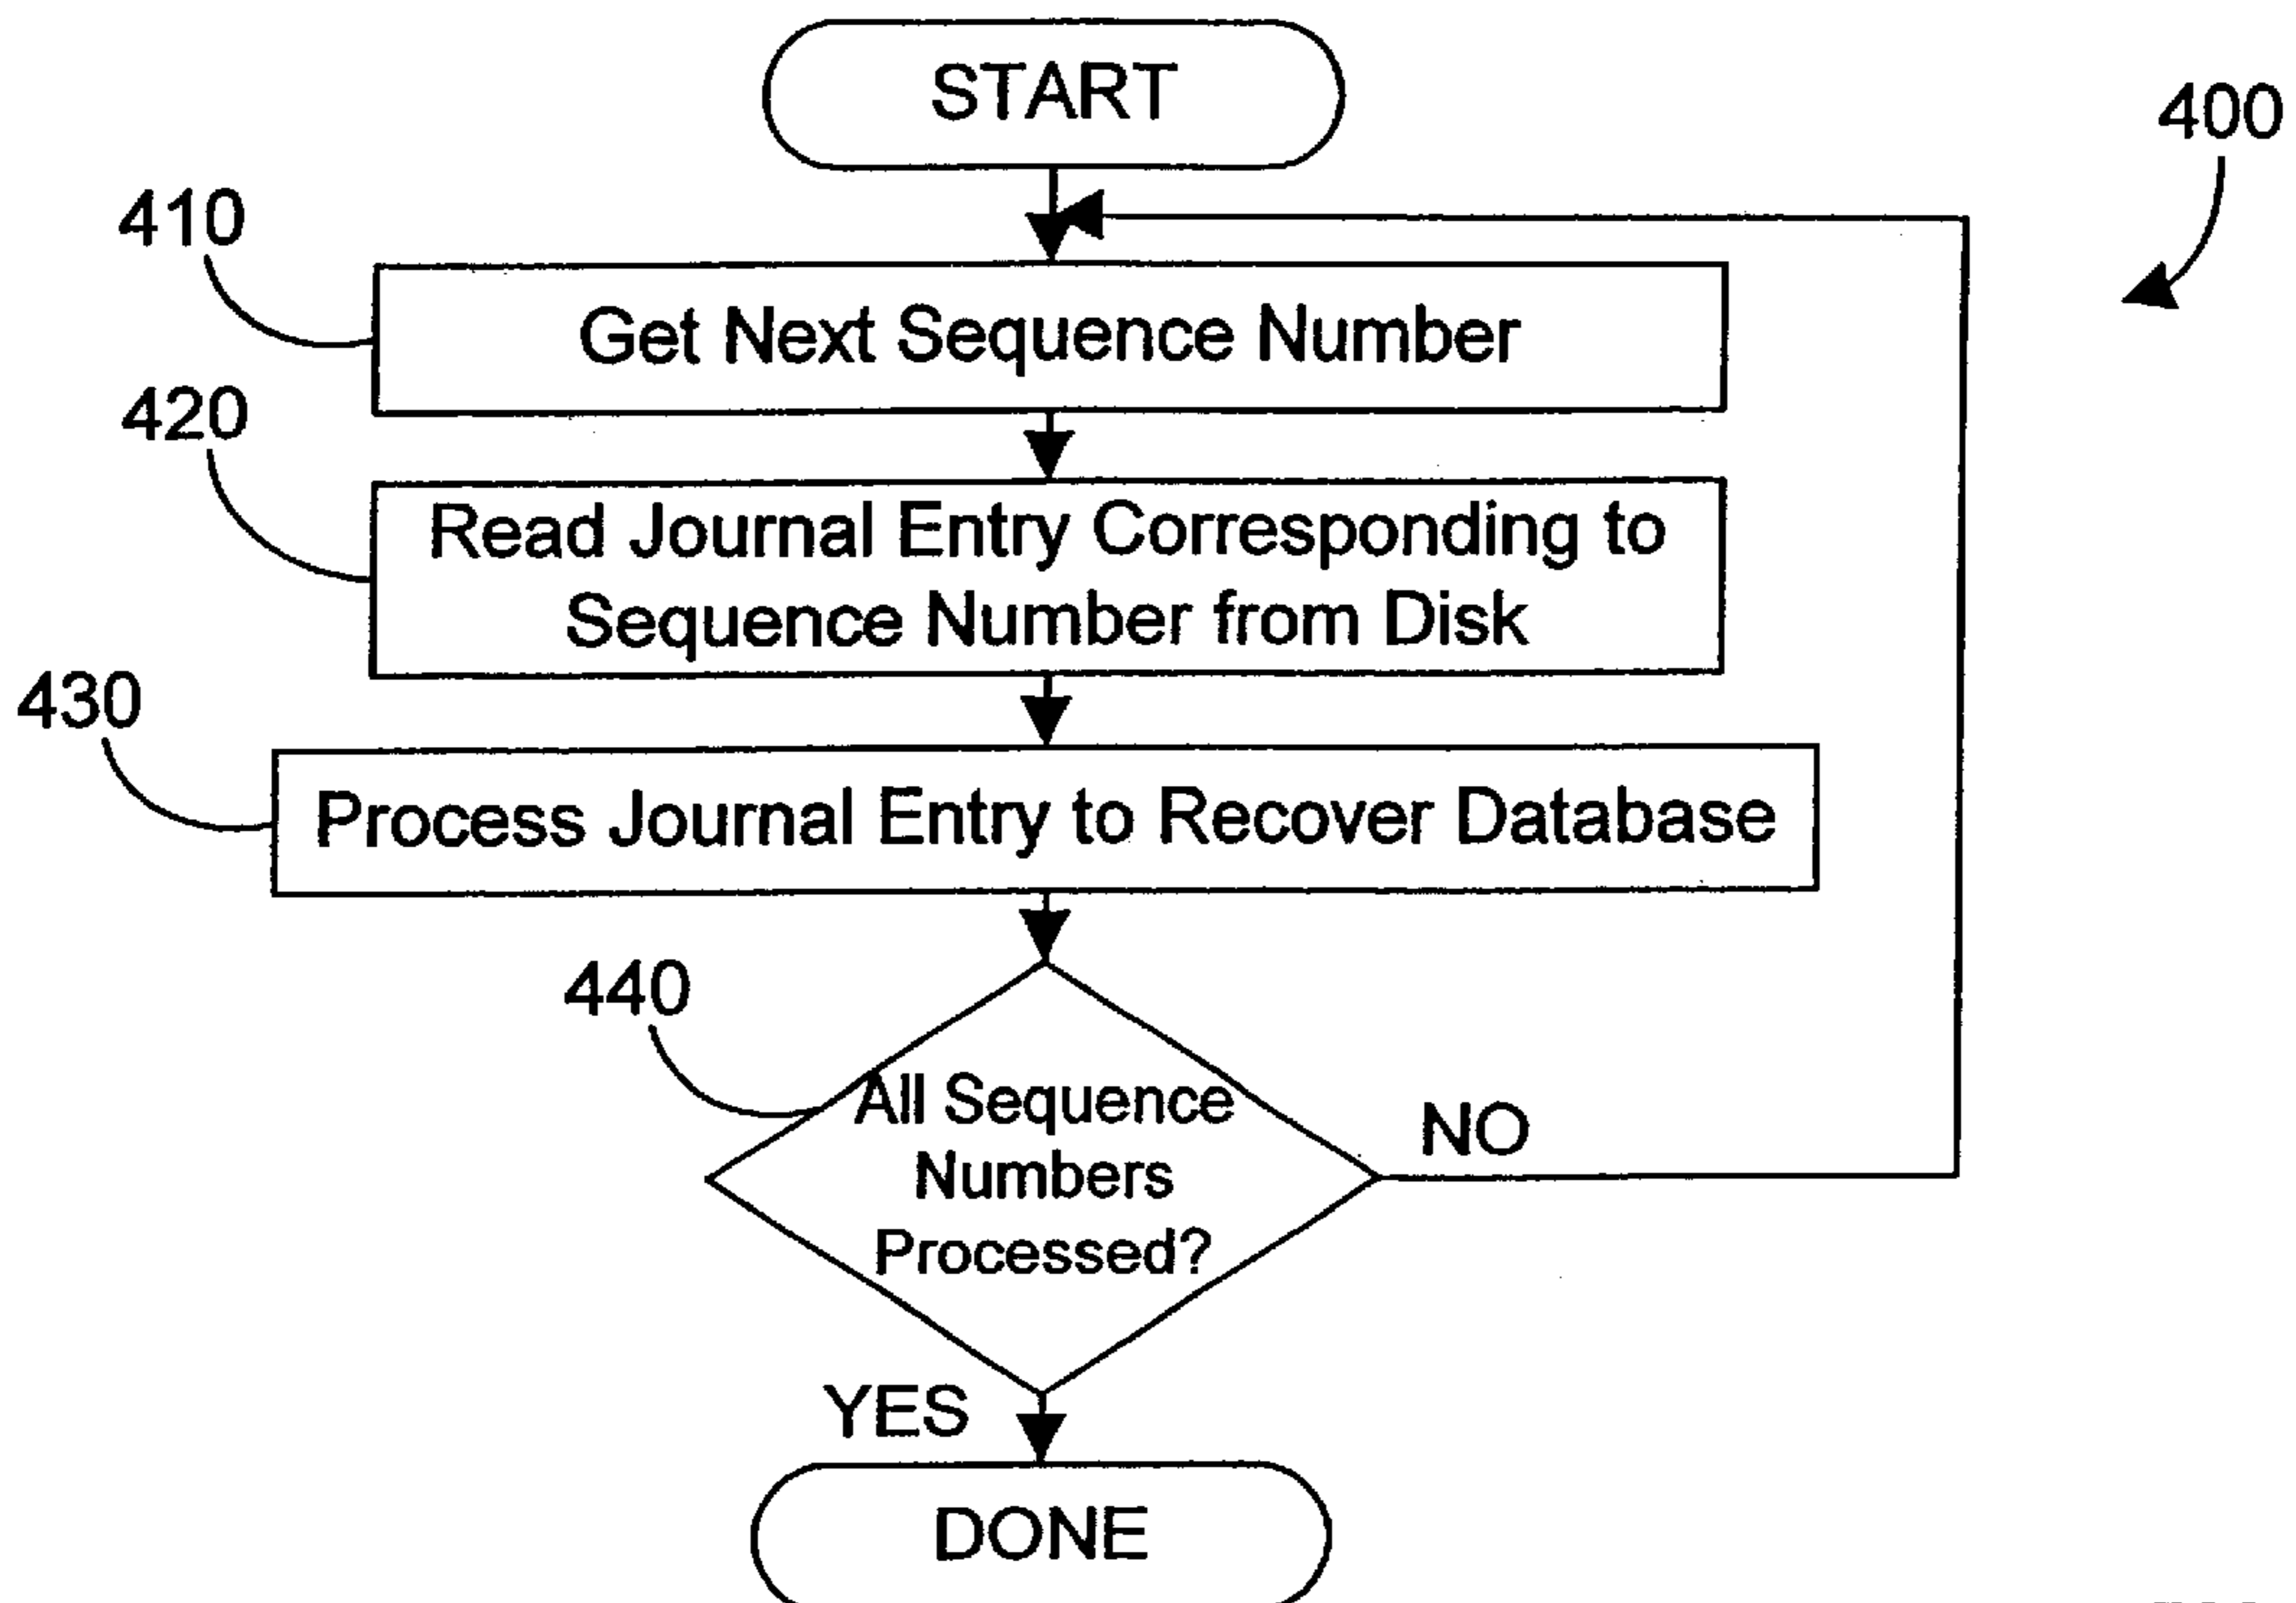 START
400
410
Get Next Sequence Number
420
Read Journal Entry Corresponding to
Sequence Number from Disk
430
Process Journal Entry to Recover Database
440
All Sequence
Numbers
Processed?
NO
YES
DONE